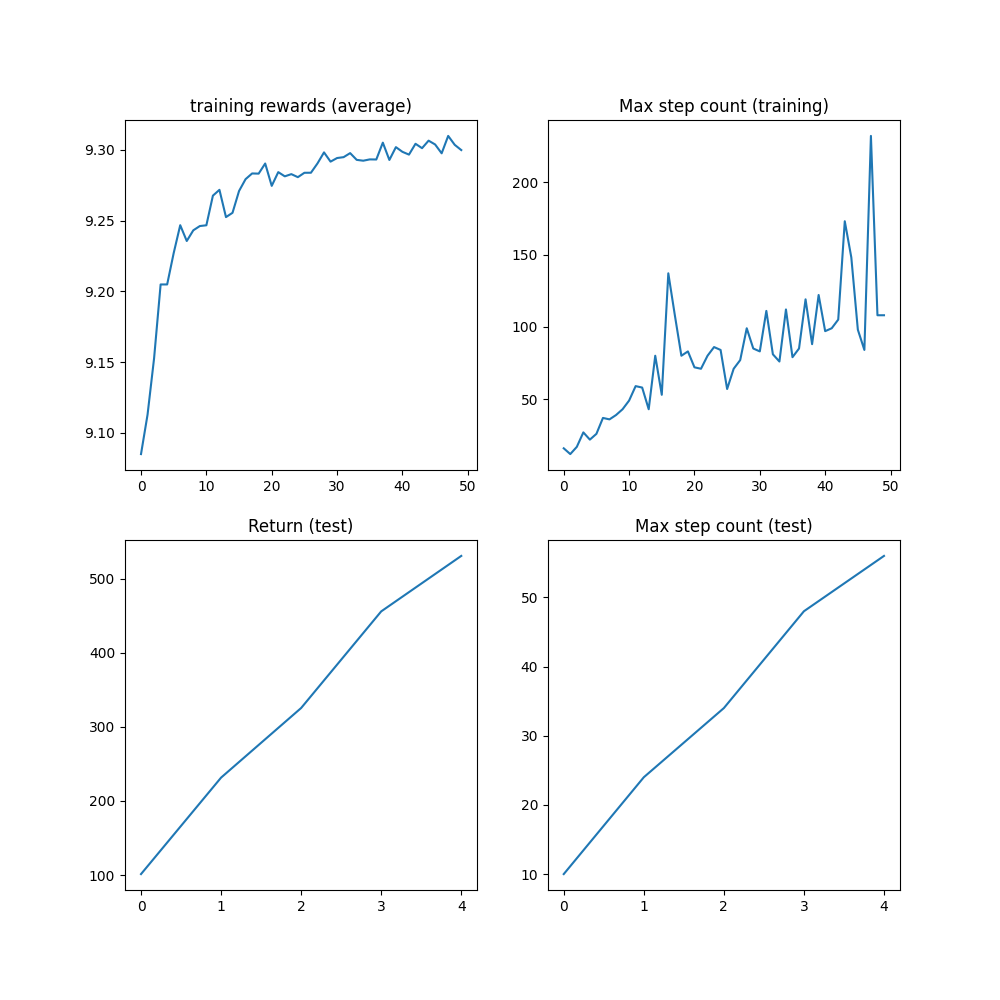 training rewards (average)
9.30
9.25
9.20
9.15
9.10
0 10 20 30 40 50
Max step count (training)
200
150
100
50
0 10 20 30 40 50
Return (test)
500
400
300
200
100
0 1 2 3 4
Max step count (test)
50
40
30
20
10
0 1 2 3 4